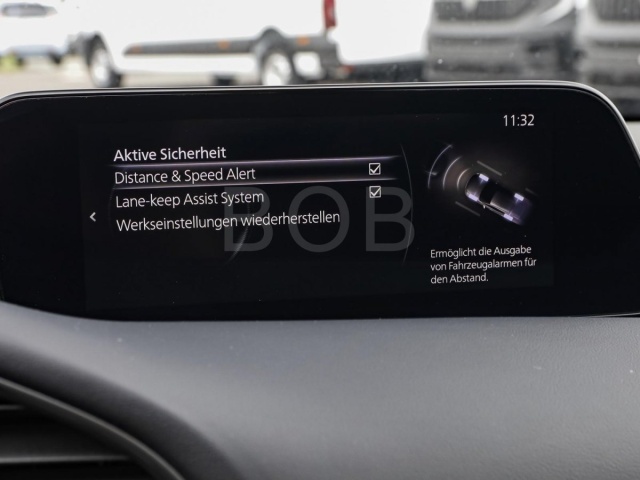 11:32
Aktive Sicherheit
Distance & Speed Alert
Lane-keep Assist System
Werkseinstellungen wiederherstellen
BOB
Ermöglicht die Ausgabe
von Fahrzeugalarmen für
den Abstand.